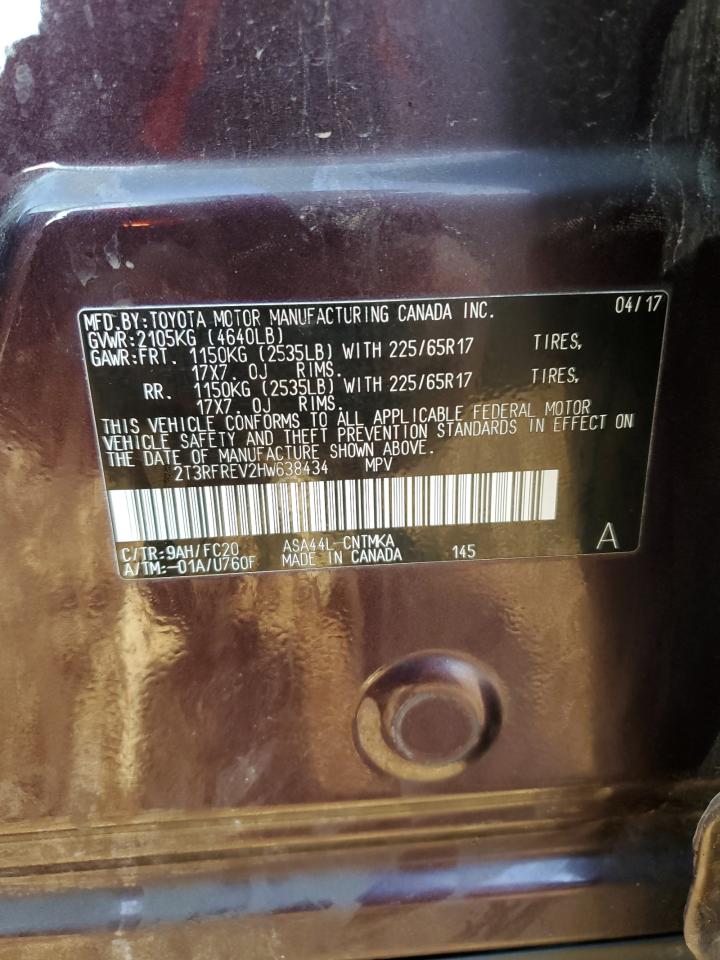 MFD.BY:TOYOTA MOTOR MANUFACTURING CANADA INC. 04/17
GVWR:2105KG (4640LB)
GAWR:FRT. 1150KG (2535LB) WITH 225/65R17 TIRES,
17X7.0J RIMS.
RR. 1150KG (2535LB) WITH 225/65R17 TIRES,
17X7.0J RIMS.
THIS VEHICLE CONFORMS TO ALL APPLICABLE FEDERAL MOTOR
VEHICLE SAFETY AND THEFT PREVENTION STANDARDS IN EFFECT ON
THE DATE OF MANUFACTURE SHOWN ABOVE.
2T3RFREV2HW638434 MPV
C/TR:9AH/FC20 ASA44L-CNTMKA
A/TM:-01A/U760F MADE IN CANADA 145 A